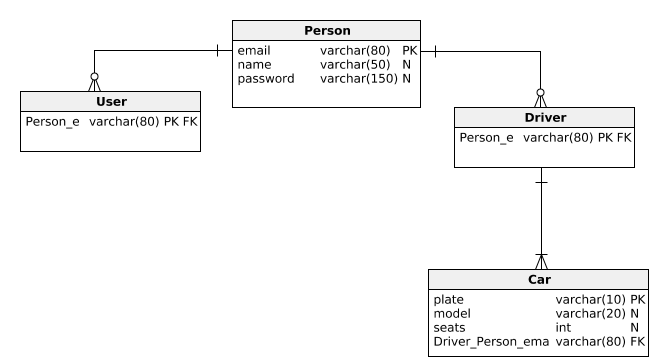 Person
email varchar(80) PK
name varchar(50) N
password varchar(150) N
User
Person_e varchar(80) PK FK
Driver
Person_e varchar(80) PK FK
Car
plate varchar(10) PK
model varchar(20) N
seats int N
Driver_Person_ema varchar(80) FK